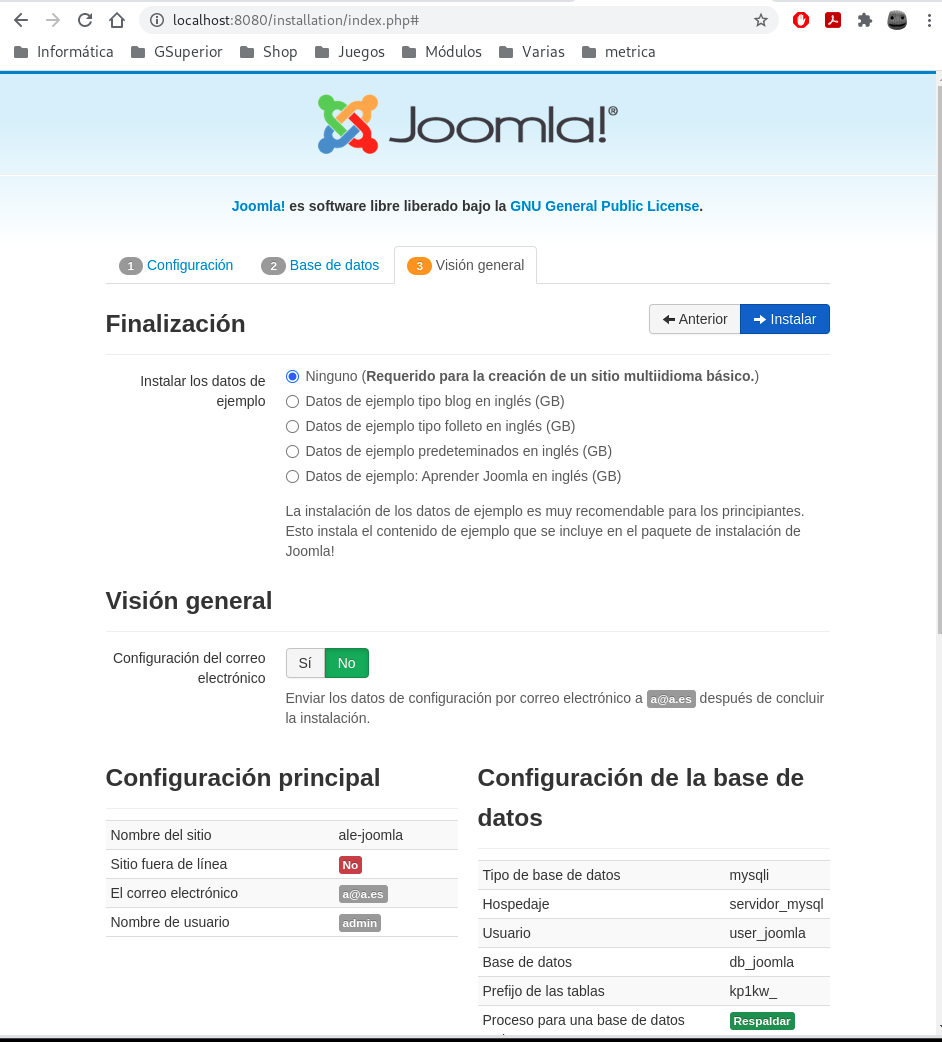 localhost:8080/installation/index.php#
Informática GSuperior Shop Juegos Módulos Varias metrica
Joomla!®
Joomla! es software libre liberado bajo la GNU General Public License.
1 Configuración 2 Base de datos 3 Visión general
Finalización
Anterior Instalar
Instalar los datos de
ejemplo
Ninguno (Requerido para la creación de un sitio multiidioma básico.)
Datos de ejemplo tipo blog en inglés (GB)
Datos de ejemplo tipo folleto en inglés (GB)
Datos de ejemplo predeteminados en inglés (GB)
Datos de ejemplo: Aprender Joomla en inglés (GB)
La instalación de los datos de ejemplo es muy recomendable para los principiantes.
Esto instala el contenido de ejemplo que se incluye en el paquete de instalación de
Joomla!
Visión general
Configuración del correo
electrónico
Sí No
Enviar los datos de configuración por correo electrónico a a@a.es después de concluir
la instalación.
Configuración principal
Nombre del sitio ale-joomla
Sitio fuera de línea No
El correo electrónico a@a.es
Nombre de usuario admin
Configuración de la base de
datos
Tipo de base de datos mysqli
Hospedaje servidor_mysql
Usuario user_joomla
Base de datos db_joomla
Prefijo de las tablas kp1kw_
Proceso para una base de datos Respaldar